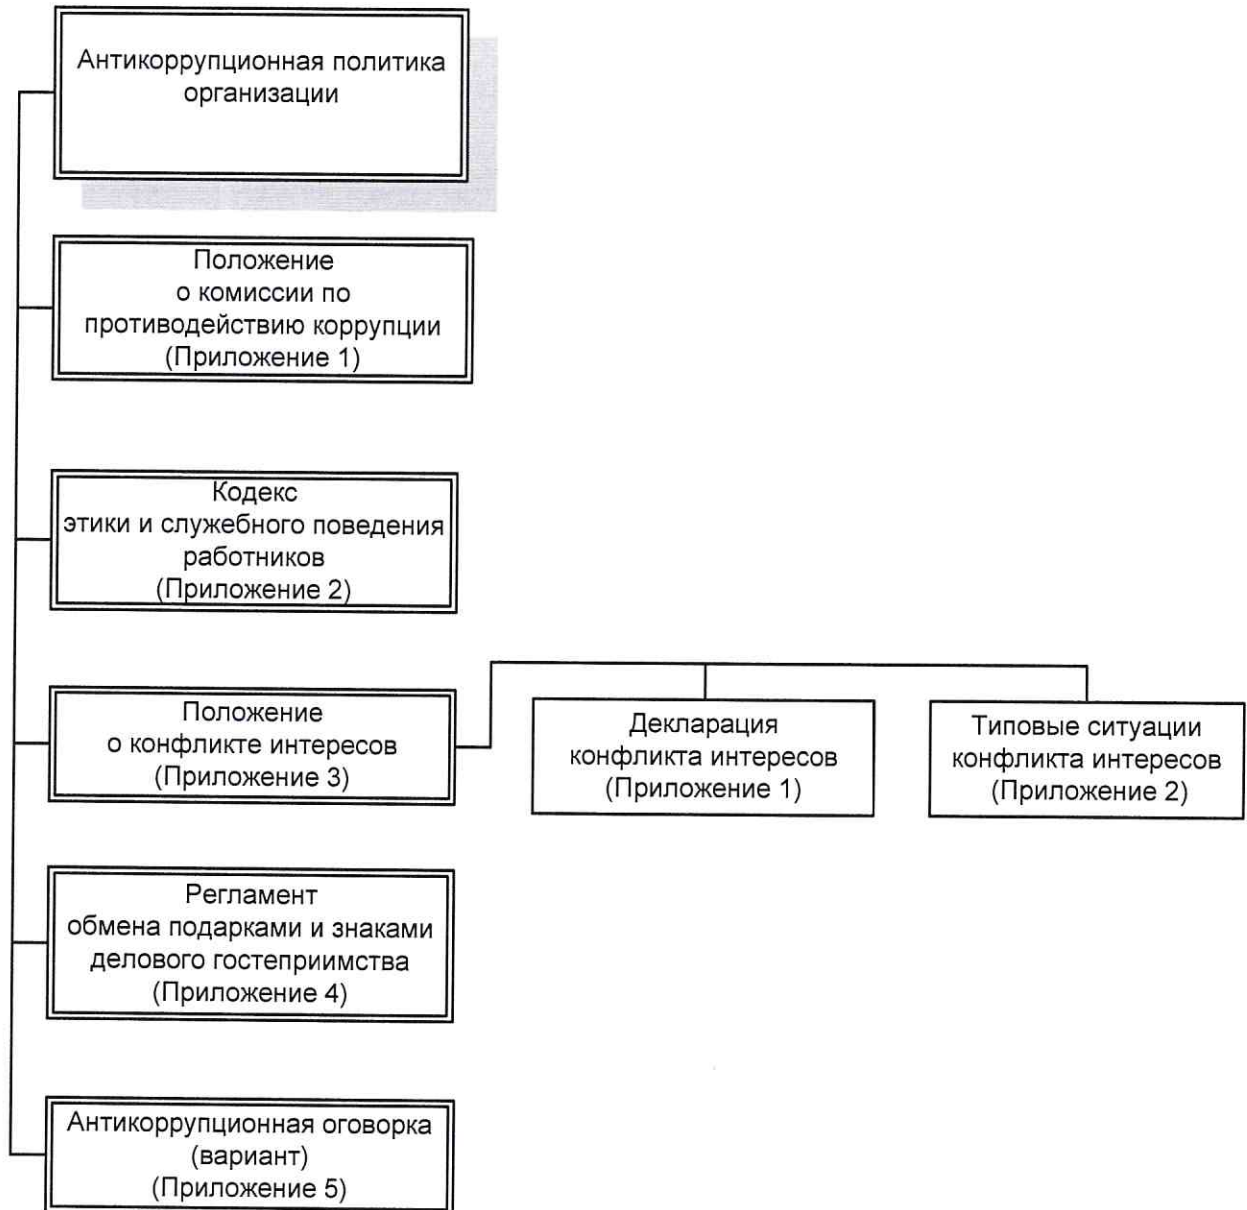 Антикоррупционная политика
организации
Положение
о комиссии по
противодействию коррупции
(Приложение 1)
Кодекс
этики и служебного поведения
работников
(Приложение 2)
Положение
о конфликте интересов
(Приложение 3)
Декларация
конфликта интересов
(Приложение 1)
Типовые ситуации
конфликта интересов
(Приложение 2)
Регламент
обмена подарками и знаками
делового гостеприимства
(Приложение 4)
Антикоррупционная оговорка
(вариант)
(Приложение 5)